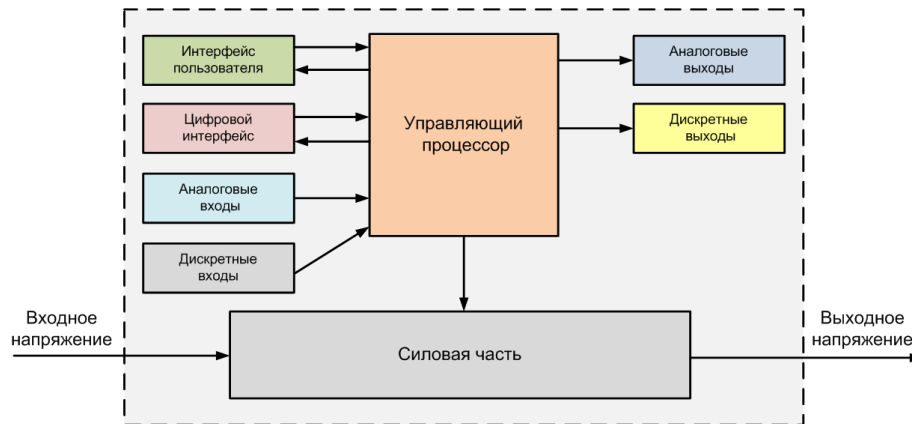 Интерфейс
пользователя
Цифровой
интерфейс
Аналоговые
входы
Дискретные
входы
Управляющий
процессор
Аналоговые
выходы
Дискретные
выходы
Входное
напряжение
Силовая часть
Выходное
напряжение